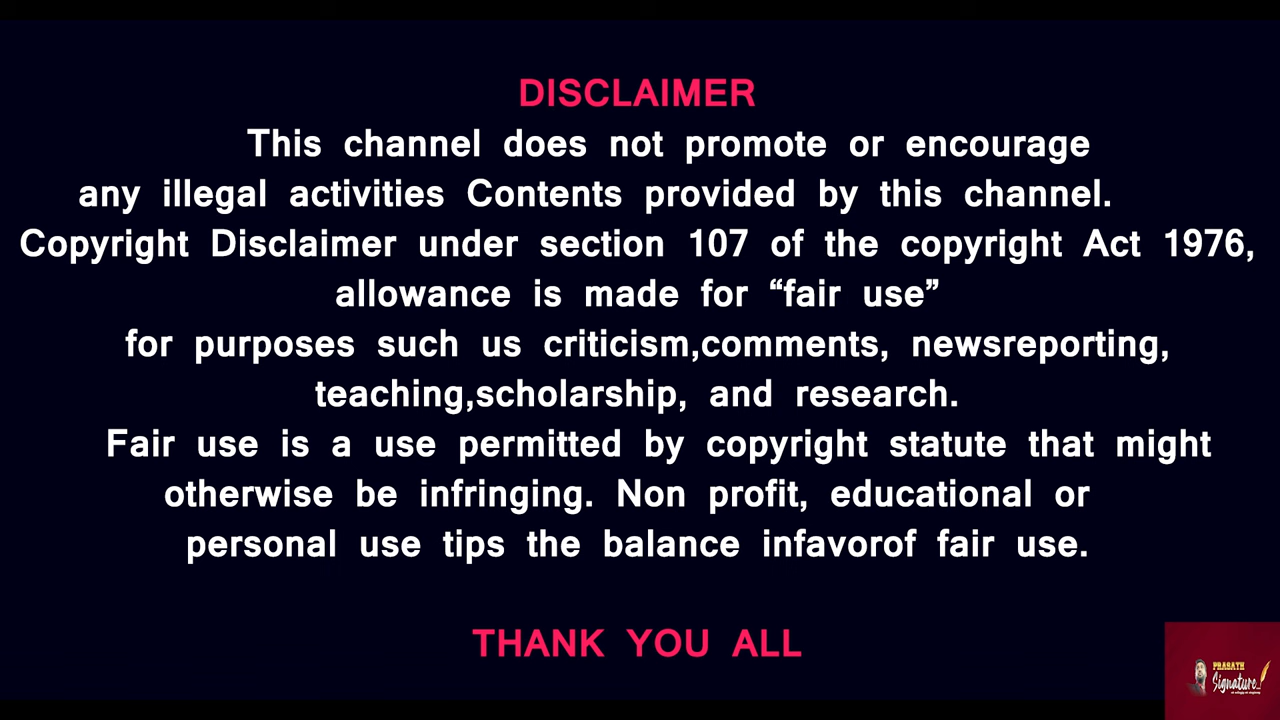 DISCLAIMER
This channel does not promote or encourage
any illegal activities Contents provided by this channel.
Copyright Disclaimer under section 107 of the copyright Act 1976,
allowance is made for “fair use”
for purposes such us criticism,comments, newsreporting,
teaching,scholarship, and research.
Fair use is a use permitted by copyright statute that might
otherwise be infringing. Non profit, educational or
personal use tips the balance infavorof fair use.
THANK YOU ALL
PRASATH
Signature..!